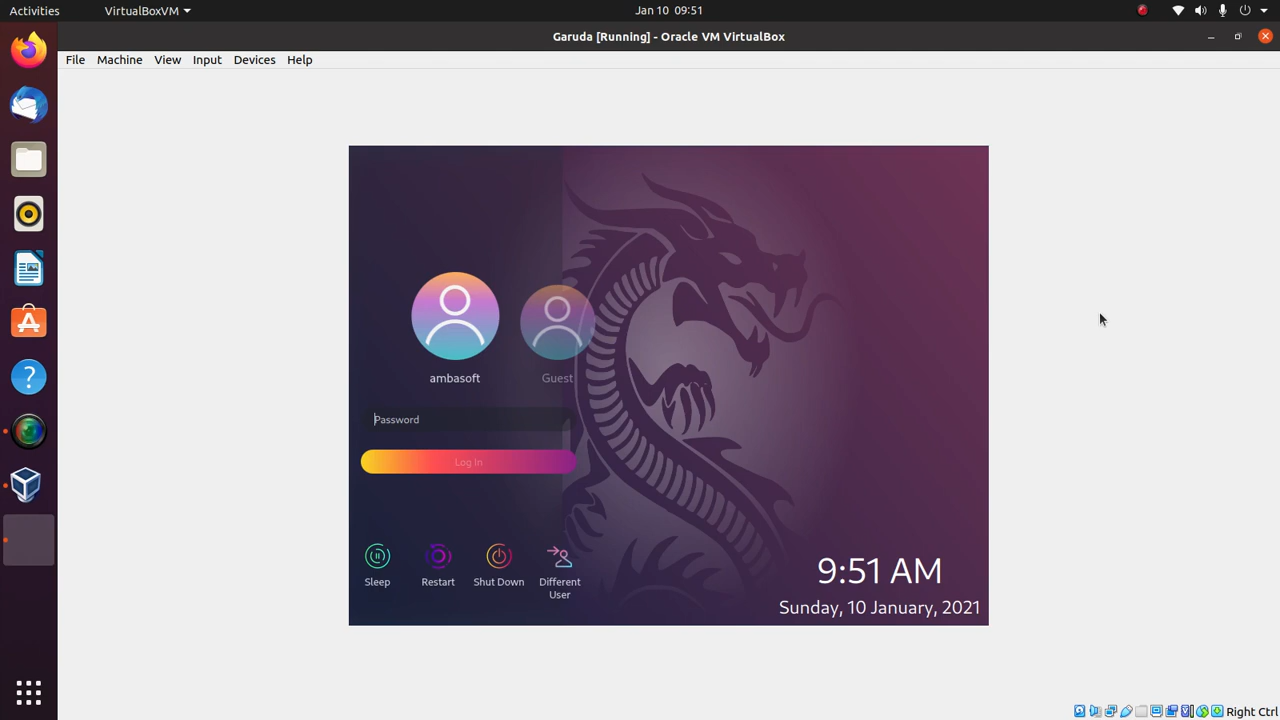 Activities
VirtualBoxVM
Jan 10 09:51
Garuda [Running] - Oracle VM VirtualBox
File Machine View Input Devices Help
ambasoft
Guest
Password
Log In
Sleep
Restart
Shut Down
Different
User
9:51 AM
Sunday, 10 January, 2021
Right Ctrl